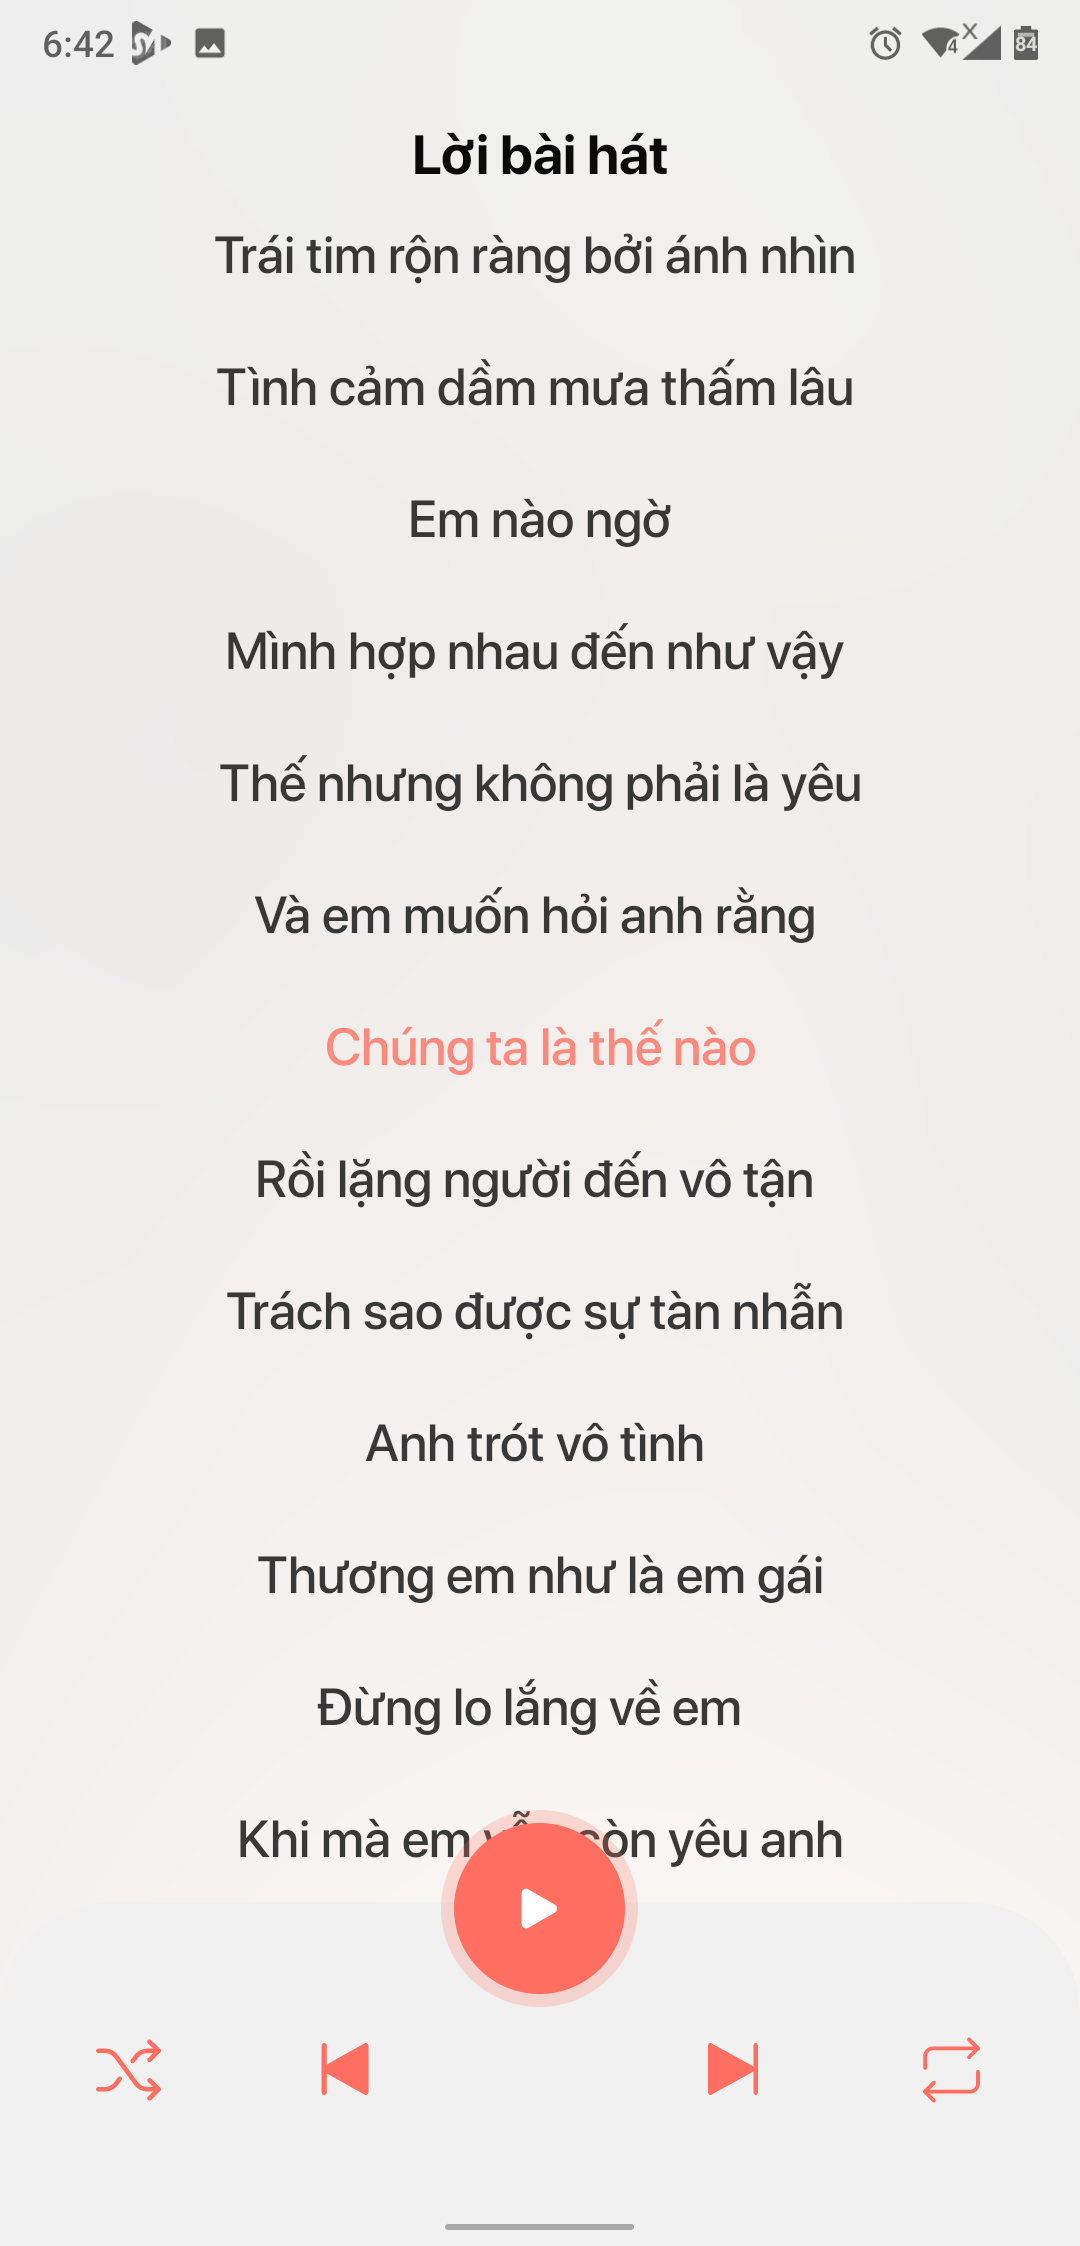 6:42
4
X
84
Lời bài hát
Trái tim rộn ràng bởi ánh nhìn
Tình cảm dầm mưa thấm lâu
Em nào ngờ
Mình hợp nhau đến như vậy
Thế nhưng không phải là yêu
Và em muốn hỏi anh rằng
Chúng ta là thế nào
Rồi lặng người đến vô tận
Trách sao được sự tàn nhẫn
Anh trót vô tình
Thương em như là em gái
Đừng lo lắng về em
Khi mà em còn yêu anh